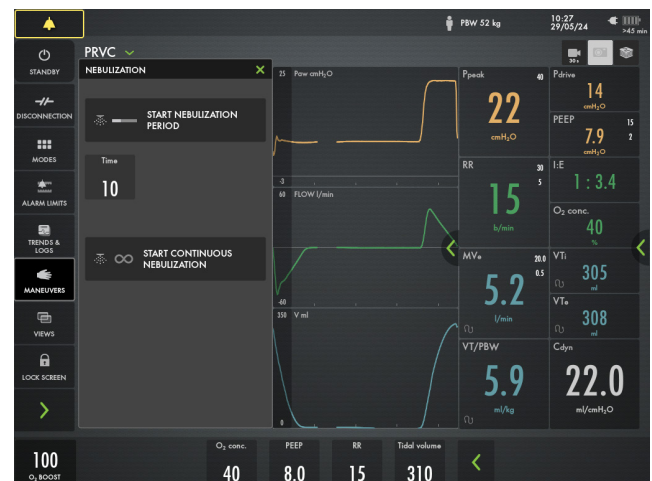 PBW 52 kg
10:27
29/05/24
>45 min
STANDBY
PRVC
30 s
DISCONNECTION
MODES
ALARM LIMITS
TRENDS &
LOGS
MANEUVERS
VIEWS
LOCK SCREEN
NEBULIZATION
START NEBULIZATION
PERIOD
Time
10
START CONTINUOUS
NEBULIZATION
25 Paw cmH2O
-3
60 FLOW l/min
-60
350 V ml
0
Ppeak 40
22
cmH2O
Pdrive
14
cmH2O
PEEP 15
7.9 2
cmH2O
RR 30
5
15
b/min
I:E
1 : 3.4
O2 conc.
40
%
MVe 20.0
0.5
5.2
l/min
VTi
305
ml
VTe
308
ml
VT/PBW
5.9
ml/kg
Cdyn
22.0
ml/cmH2O
100
O2 BOOST
O2 conc.
40
PEEP
8.0
RR
15
Tidal volume
310